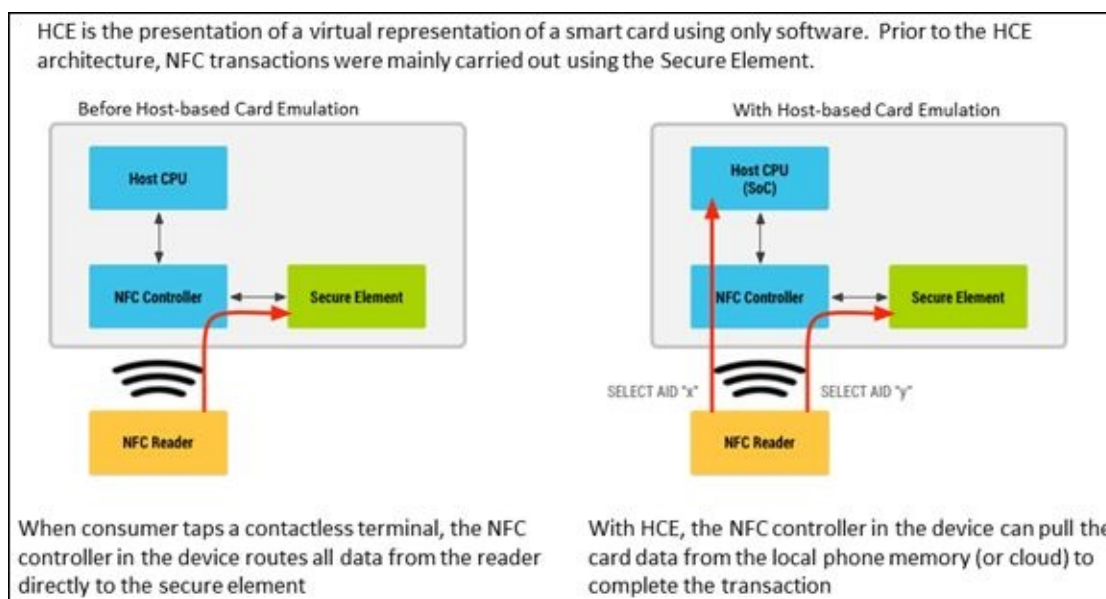 HCE is the presentation of a virtual representation of a smart card using only software. Prior to the HCE
architecture, NFC transactions were mainly carried out using the Secure Element.
Before Host-based Card Emulation
Host CPU
NFC Controller
Secure Element
NFC Reader
When consumer taps a contactless terminal, the NFC
controller in the device routes all data from the reader
directly to the secure element
With Host-based Card Emulation
Host CPU
(SoC)
NFC Controller
Secure Element
SELECT AID "x"
SELECT AID "y"
NFC Reader
With HCE, the NFC controller in the device can pull the
card data from the local phone memory (or cloud) to
complete the transaction